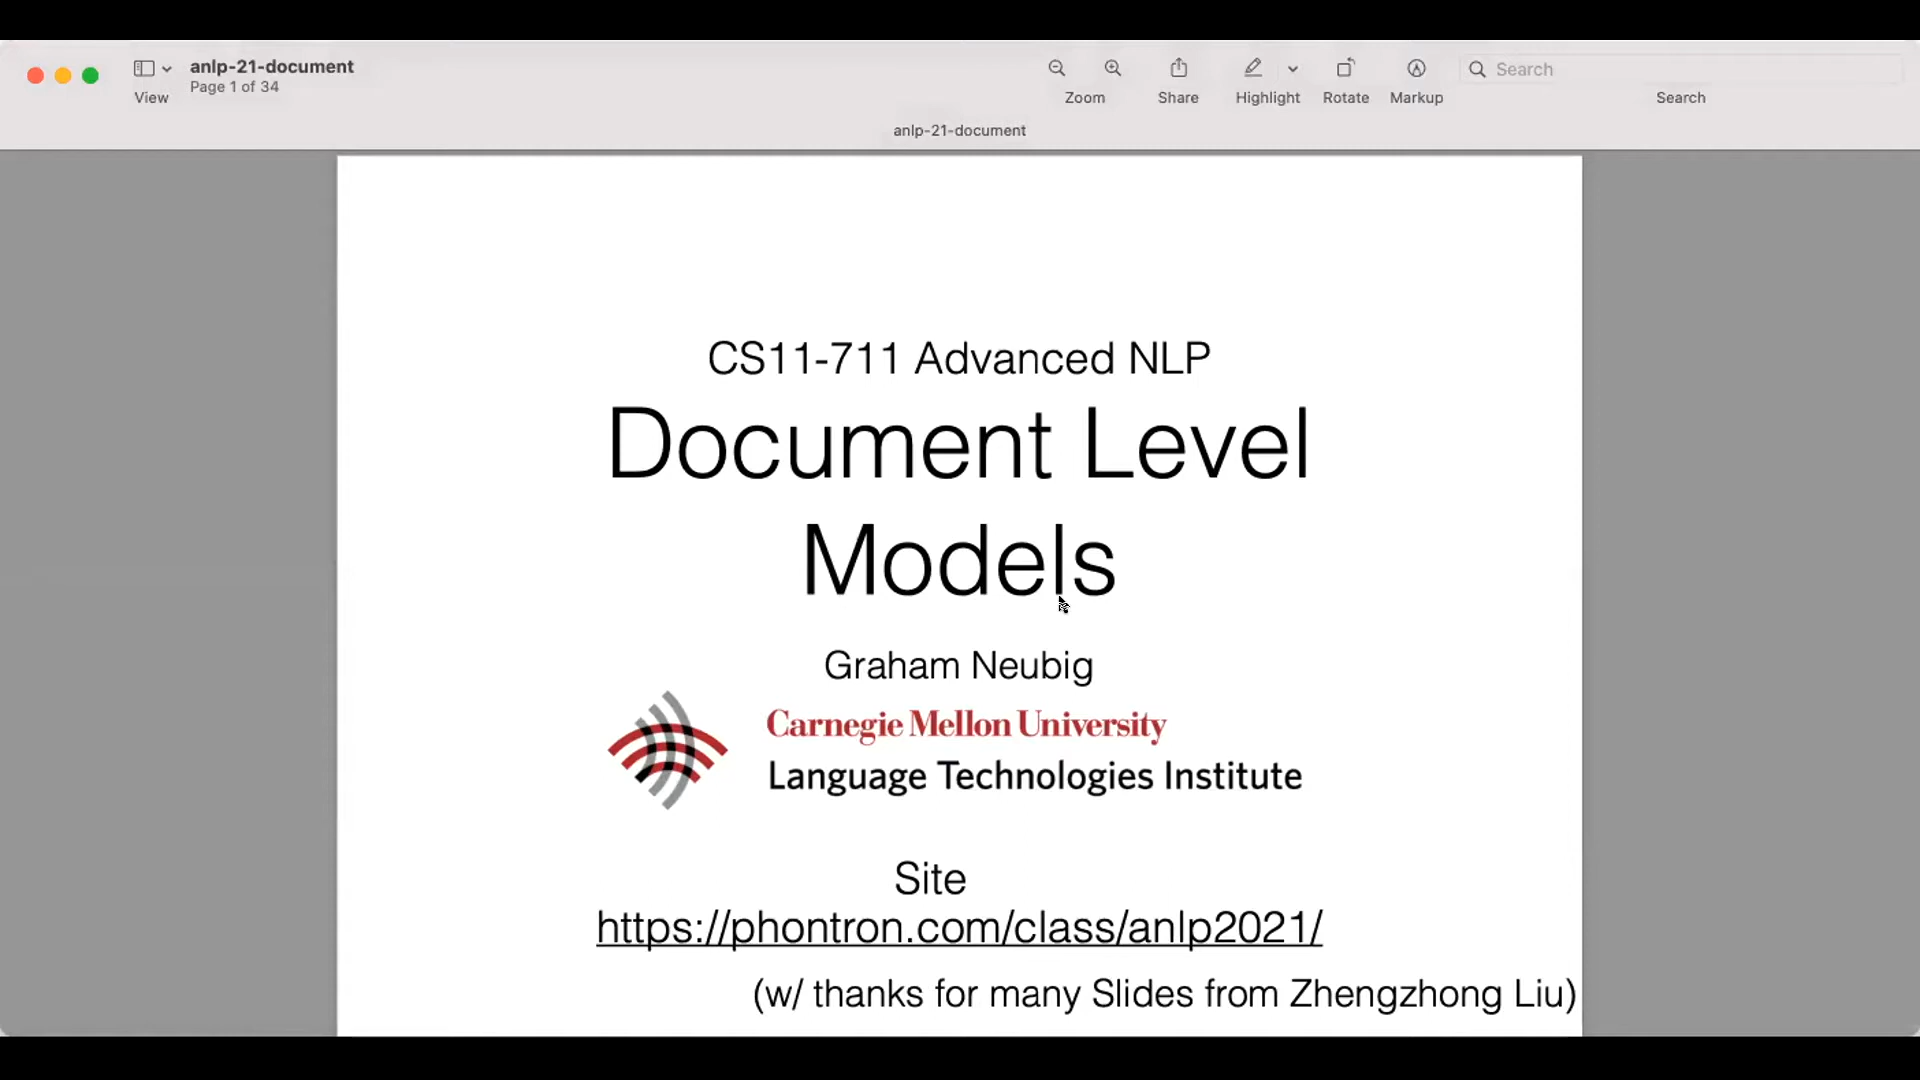 anlp-21-document
Page 1 of 34
View
Zoom
Share
Highlight
Rotate
Markup
Search
Search
anlp-21-document
CS11-711 Advanced NLP
Document Level
Models
Graham Neubig
Carnegie Mellon University
Language Technologies Institute
Site
https://phontron.com/class/anlp2021/
(w/ thanks for many Slides from Zhengzhong Liu)